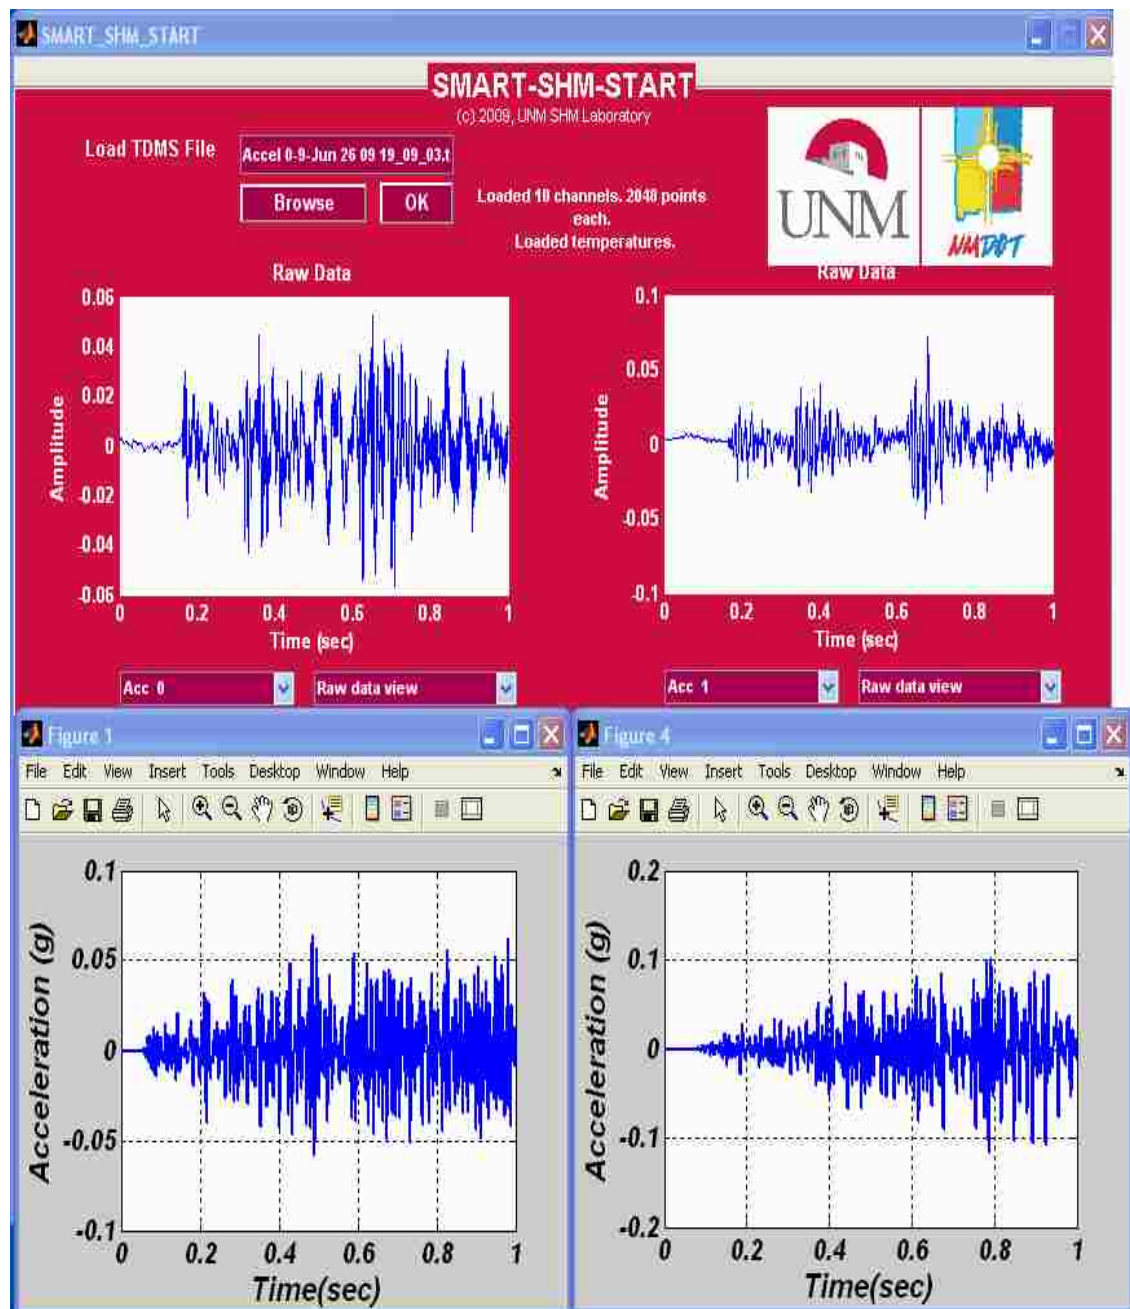 SMART_SHM_START
SMART-SHM-START
(c) 2009, UNM SHM Laboratory
Load TDMS File
Accel 0-9-Jun 26 09 19_09_03.t
Browse
OK
Loaded 10 channels. 2048 points
each.
Loaded temperatures.
UNM
NMDOT
Raw Data
0.06
0.04
0.02
0
-0.02
-0.04
-0.06
Amplitude
0 0.2 0.4 0.6 0.8 1
Time (sec)
Acc 0
Raw data view
Raw Data
0.1
0.05
0
-0.05
-0.1
Amplitude
0 0.2 0.4 0.6 0.8 1
Time (sec)
Acc 1
Raw data view
Figure 1
File Edit View Insert Tools Desktop Window Help
0.1
0.05
0
-0.05
-0.1
Acceleration (g)
0 0.2 0.4 0.6 0.8 1
Time(sec)
Figure 4
File Edit View Insert Tools Desktop Window Help
0.2
0.1
0
-0.1
-0.2
Acceleration (g)
0 0.2 0.4 0.6 0.8 1
Time(sec)